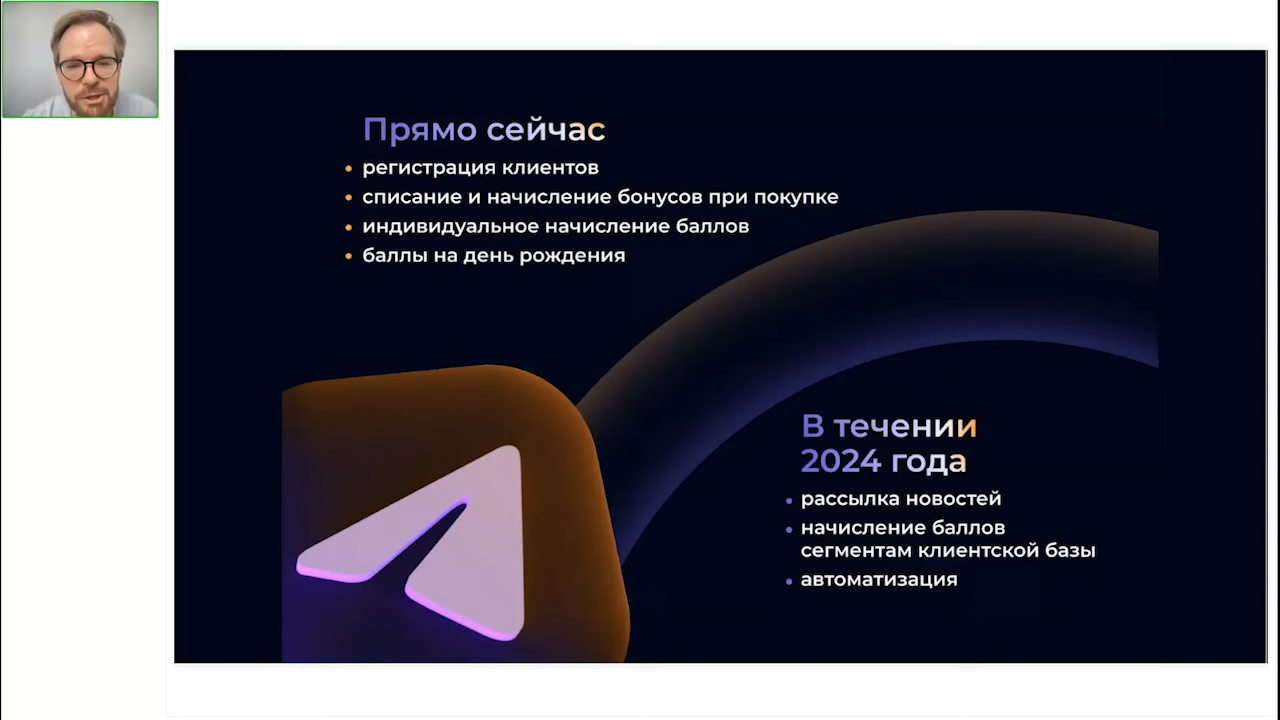 Прямо сейчас
регистрация клиентов
списание и начисление бонусов при покупке
индивидуальное начисление баллов
баллы на день рождения
В течении
2024 года
рассылка новостей
начисление баллов
сегментам клиентской базы
автоматизация